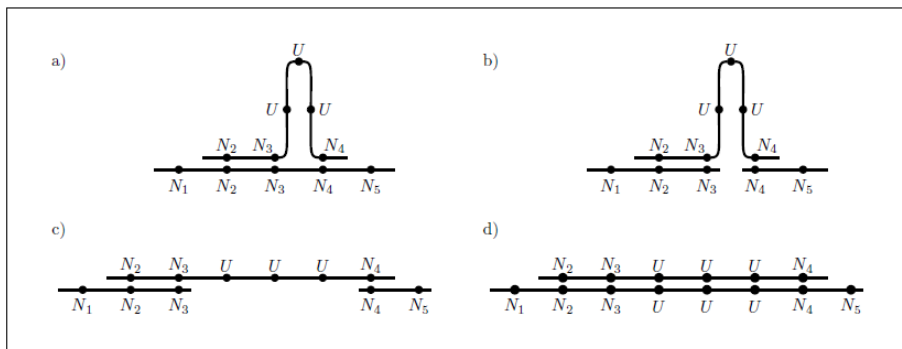 a)
U
U U
N₂ N₃ N₄
N₁ N₂ N₃ N₄ N₅
b)
U
U U
N₂ N₃ N₄
N₁ N₂ N₃ N₄ N₅
c)
N₂ N₃ U U U N₄
N₁ N₂ N₃ N₄ N₅
d)
N₂ N₃ U U U N₄
N₁ N₂ N₃ U U U N₄ N₅